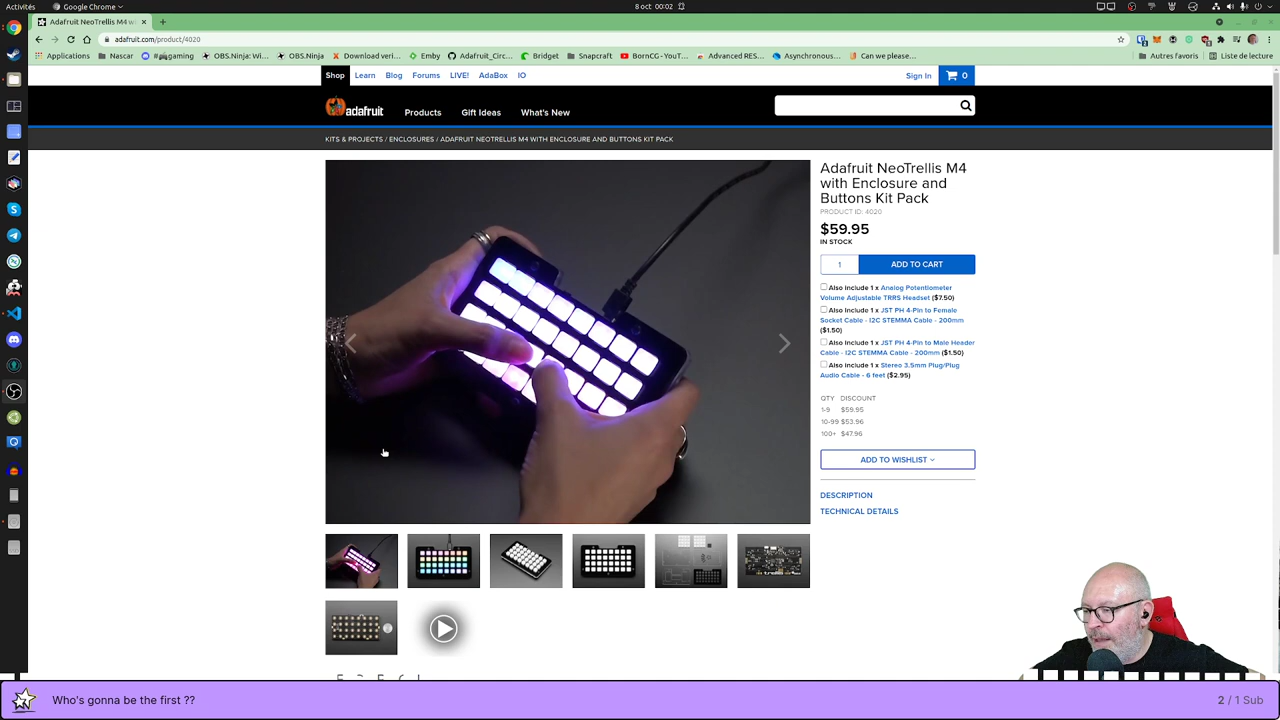 Activités
Google Chrome
8 oct 00:02
Adafruit NeoTrellis M4 wi
adafruit.com/product/4020
Applications
Nascar
#🎮gaming
OBS.Ninja: Wi...
OBS.Ninja
Download veri...
Emby
Adafruit_Circ...
Bridget
Snapcraft
BornCG - YouT...
Advanced RES...
Asynchronous...
Can we please...
Autres favoris
Liste de lecture
Shop
Learn
Blog
Forums
LIVE!
AdaBox
IO
Sign In
0
adafruit
Products
Gift Ideas
What's New
KITS & PROJECTS / ENCLOSURES / ADAFRUIT NEOTRELLIS M4 WITH ENCLOSURE AND BUTTONS KIT PACK
Adafruit NeoTrellis M4
with Enclosure and
Buttons Kit Pack
PRODUCT ID: 4020
$59.95
IN STOCK
1
ADD TO CART
Also include 1 x Analog Potentiometer
Volume Adjustable TRRS Headset ($7.50)
Also include 1 x JST PH 4-Pin to Female
Socket Cable - I2C STEMMA Cable - 200mm
($1.50)
Also include 1 x JST PH 4-Pin to Male Header
Cable - I2C STEMMA Cable - 200mm ($1.50)
Also include 1 x Stereo 3.5mm Plug/Plug
Audio Cable - 6 feet ($2.95)
QTY DISCOUNT
1-9 $59.95
10-99 $53.96
100+ $47.96
ADD TO WISHLIST
DESCRIPTION
TECHNICAL DETAILS
Who's gonna be the first ??
2 / 1 Sub